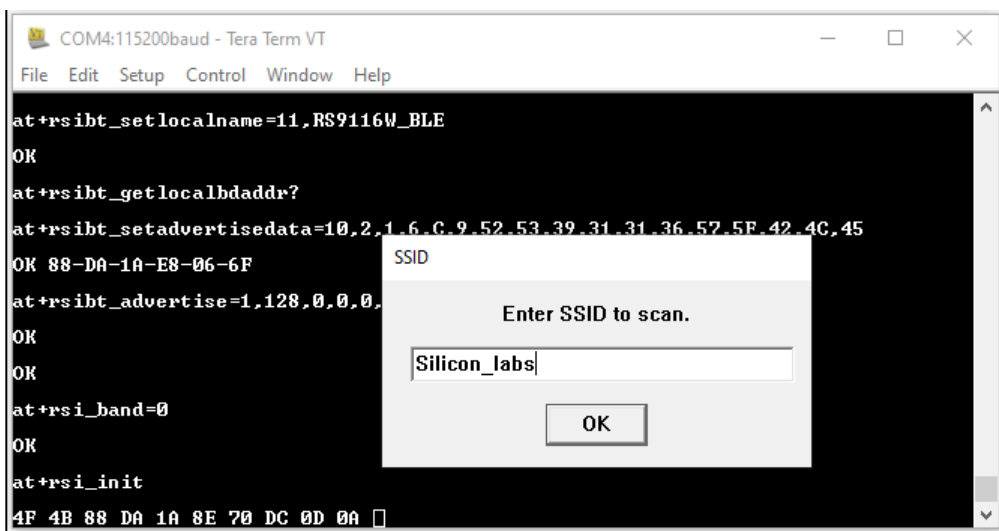 COM4:115200baud - Tera Term VT
File Edit Setup Control Window Help
at+rsibt_setlocalname=11,RS9116W_BLE
OK
at+rsibt_getlocalbdaddr?
at+rsibt_setadvertisedata=10,2,1,6,C,9,52,53,39,31,31,36,57,5F,42,4C,45
OK 88-DA-1A-E8-06-6F
at+rsibt_advertise=1,128,0,0,0,
OK
OK
at+rsi_band=0
OK
at+rsi_init
4F 4B 88 DA 1A 8E 70 DC 0D 0A
SSID
Enter SSID to scan.
Silicon_labs
OK